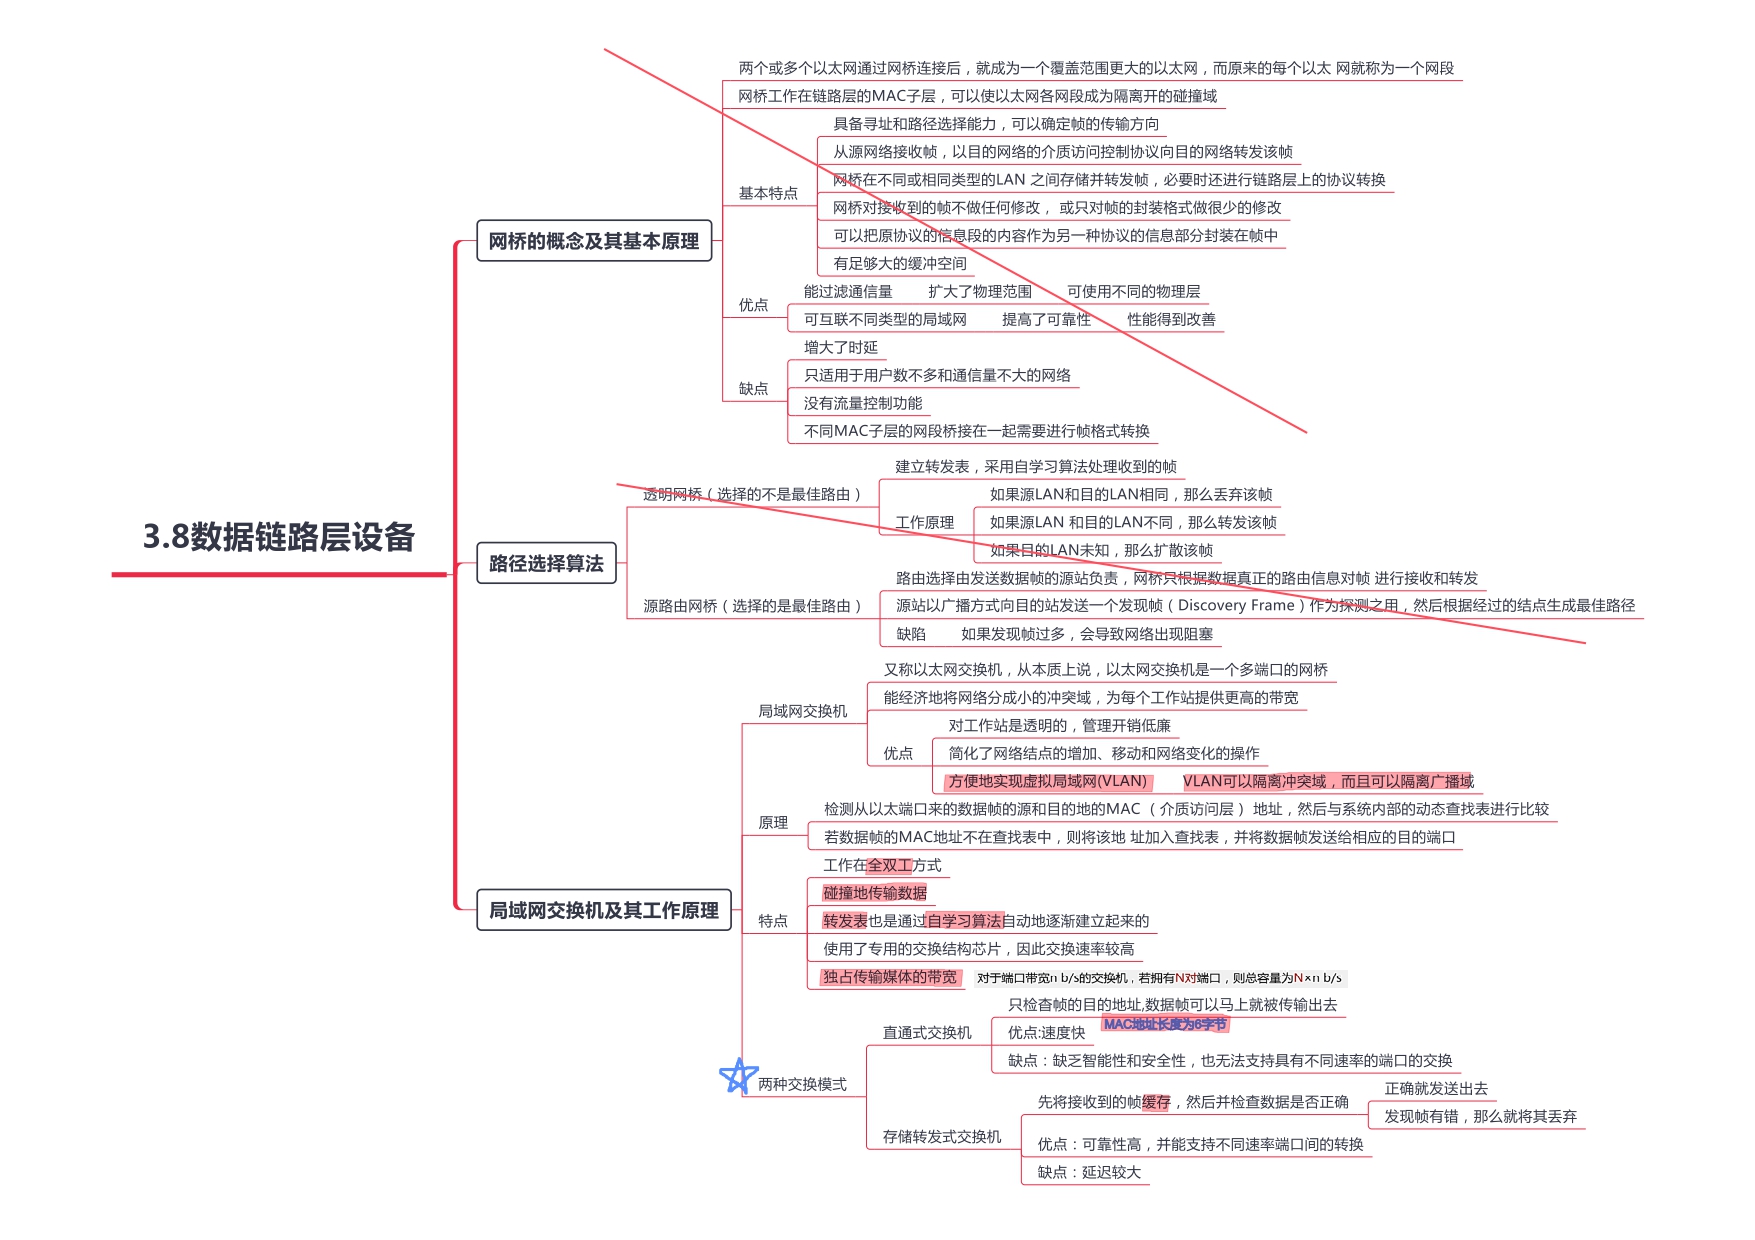 3.8数据链路层设备
网桥的概念及其基本原理
两个或多个以太网通过网桥连接后，就成为一个覆盖范围更大的以太网，而原来的每个以太 网就称为一个网段
网桥工作在链路层的MAC子层，可以使以太网各网段成为隔离开的碰撞域
基本特点
具备寻址和路径选择能力，可以确定帧的传输方向
从源网络接收帧，以目的网络的介质访问控制协议向目的网络转发该帧
网桥在不同或相同类型的LAN 之间存储并转发帧，必要时还进行链路层上的协议转换
网桥对接收到的帧不做任何修改， 或只对帧的封装格式做很少的修改
可以把原协议的信息段的内容作为另一种协议的信息部分封装在帧中
有足够大的缓冲空间
优点
能过滤通信量 扩大了物理范围 可使用不同的物理层
可互联不同类型的局域网 提高了可靠性 性能得到改善
缺点
增大了时延
只适用于用户数不多和通信量不大的网络
没有流量控制功能
不同MAC子层的网段桥接在一起需要进行帧格式转换
路径选择算法
透明网桥（选择的不是最佳路由）
建立转发表，采用自学习算法处理收到的帧
工作原理
如果源LAN和目的LAN相同，那么丢弃该帧
如果源LAN 和目的LAN不同，那么转发该帧
如果目的LAN未知，那么扩散该帧
源路由网桥（选择的是最佳路由）
路由选择由发送数据帧的源站负责，网桥只根据数据真正的路由信息对帧 进行接收和转发
源站以广播方式向目的站发送一个发现帧（Discovery Frame）作为探测之用，然后根据经过的结点生成最佳路径
缺陷 如果发现帧过多，会导致网络出现阻塞
局域网交换机及其工作原理
局域网交换机
又称以太网交换机，从本质上说，以太网交换机是一个多端口的网桥
能经济地将网络分成小的冲突域，为每个工作站提供更高的带宽
优点
对工作站是透明的，管理开销低廉
简化了网络结点的增加、移动和网络变化的操作
方便地实现虚拟局域网(VLAN) VLAN可以隔离冲突域，而且可以隔离广播域
原理
检测从以太端口来的数据帧的源和目的地的MAC （ 介质访问层 ）地址，然后与系统内部的动态查找表进行比较
若数据帧的MAC地址不在查找表中，则将该地 址加入查找表，并将数据帧发送给相应的目的端口
特点
工作在全双工方式
碰撞地传输数据
转发表也是通过自学习算法自动地逐渐建立起来的
使用了专用的交换结构芯片，因此交换速率较高
独占传输媒体的带宽 对于端口带宽n b/s的交换机，若拥有N对端口，则总容量为N×n b/s
两种交换模式
直通式交换机
只检查帧的目的地址,数据帧可以马上就被传输出去
MAC地址长度为6字节
优点:速度快
缺点：缺乏智能性和安全性，也无法支持具有不同速率的端口的交换
存储转发式交换机
先将接收到的帧缓存，然后并检查数据是否正确
正确就发送出去
发现帧有错，那么就将其丢弃
优点：可靠性高，并能支持不同速率端口间的转换
缺点：延迟较大